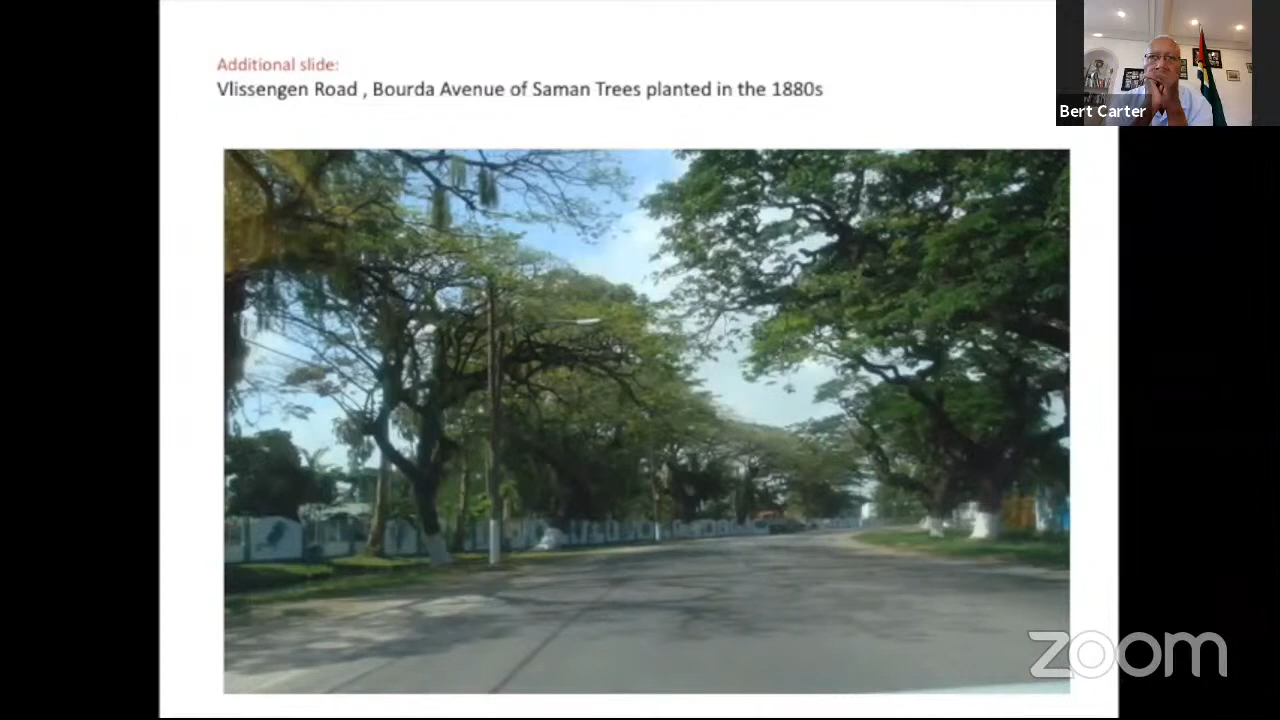 Additional slide:
Vlissengen Road , Bourda Avenue of Saman Trees planted in the 1880s
Bert Carter
zoom